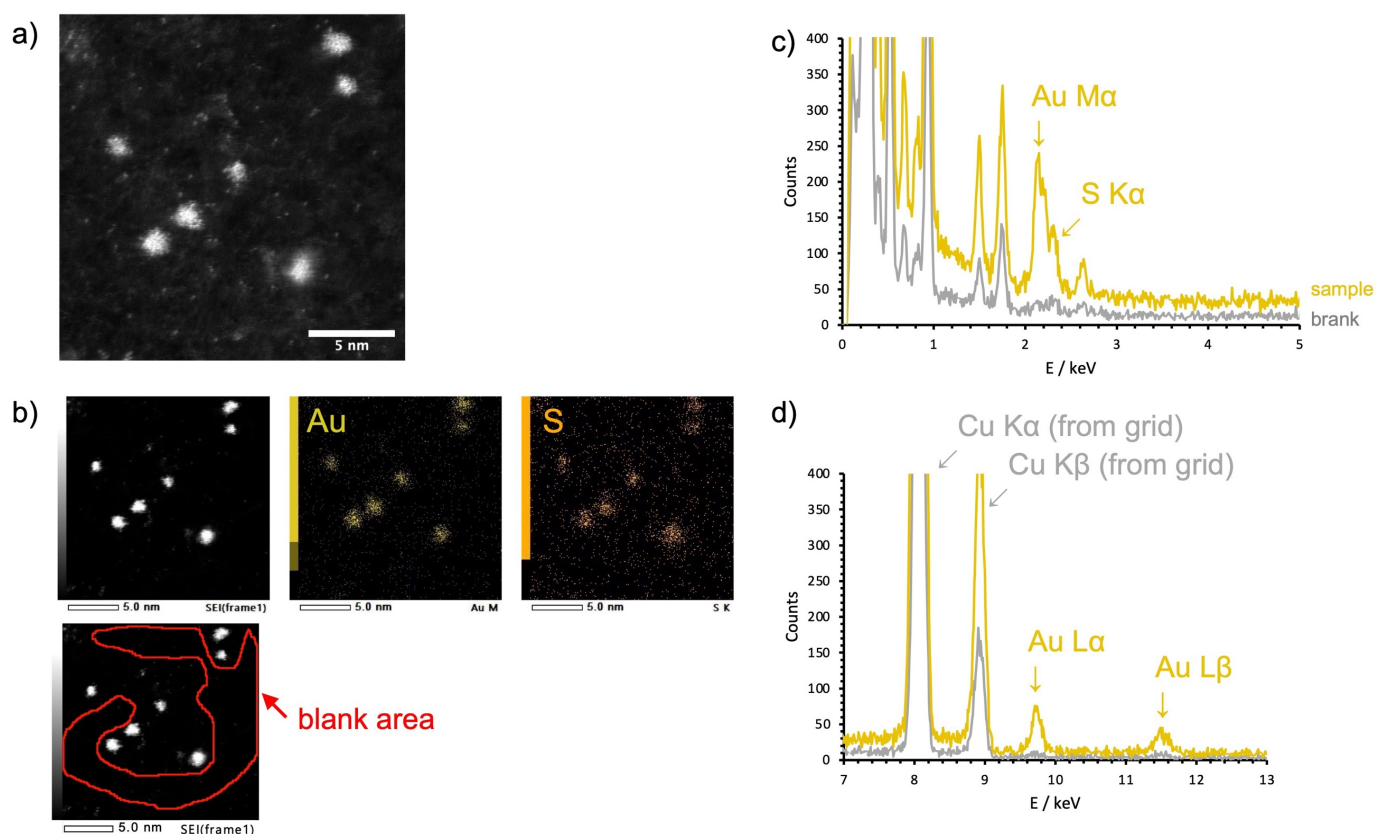 a)
5 nm
b)
5.0 nm
SEI(frame1)
Au
5.0 nm
Au M
S
5.0 nm
S K
blank area
5.0 nm
SEI(frame1)
c)
400
350
300
250
200
150
100
50
0
Counts
0
1
2
3
4
5
E / keV
Au Mα
S Kα
sample
brank
d)
Cu Kα (from grid)
Cu Kβ (from grid)
400
350
300
250
200
150
100
50
0
Counts
7
8
9
10
11
12
13
E / keV
Au Lα
Au Lβ